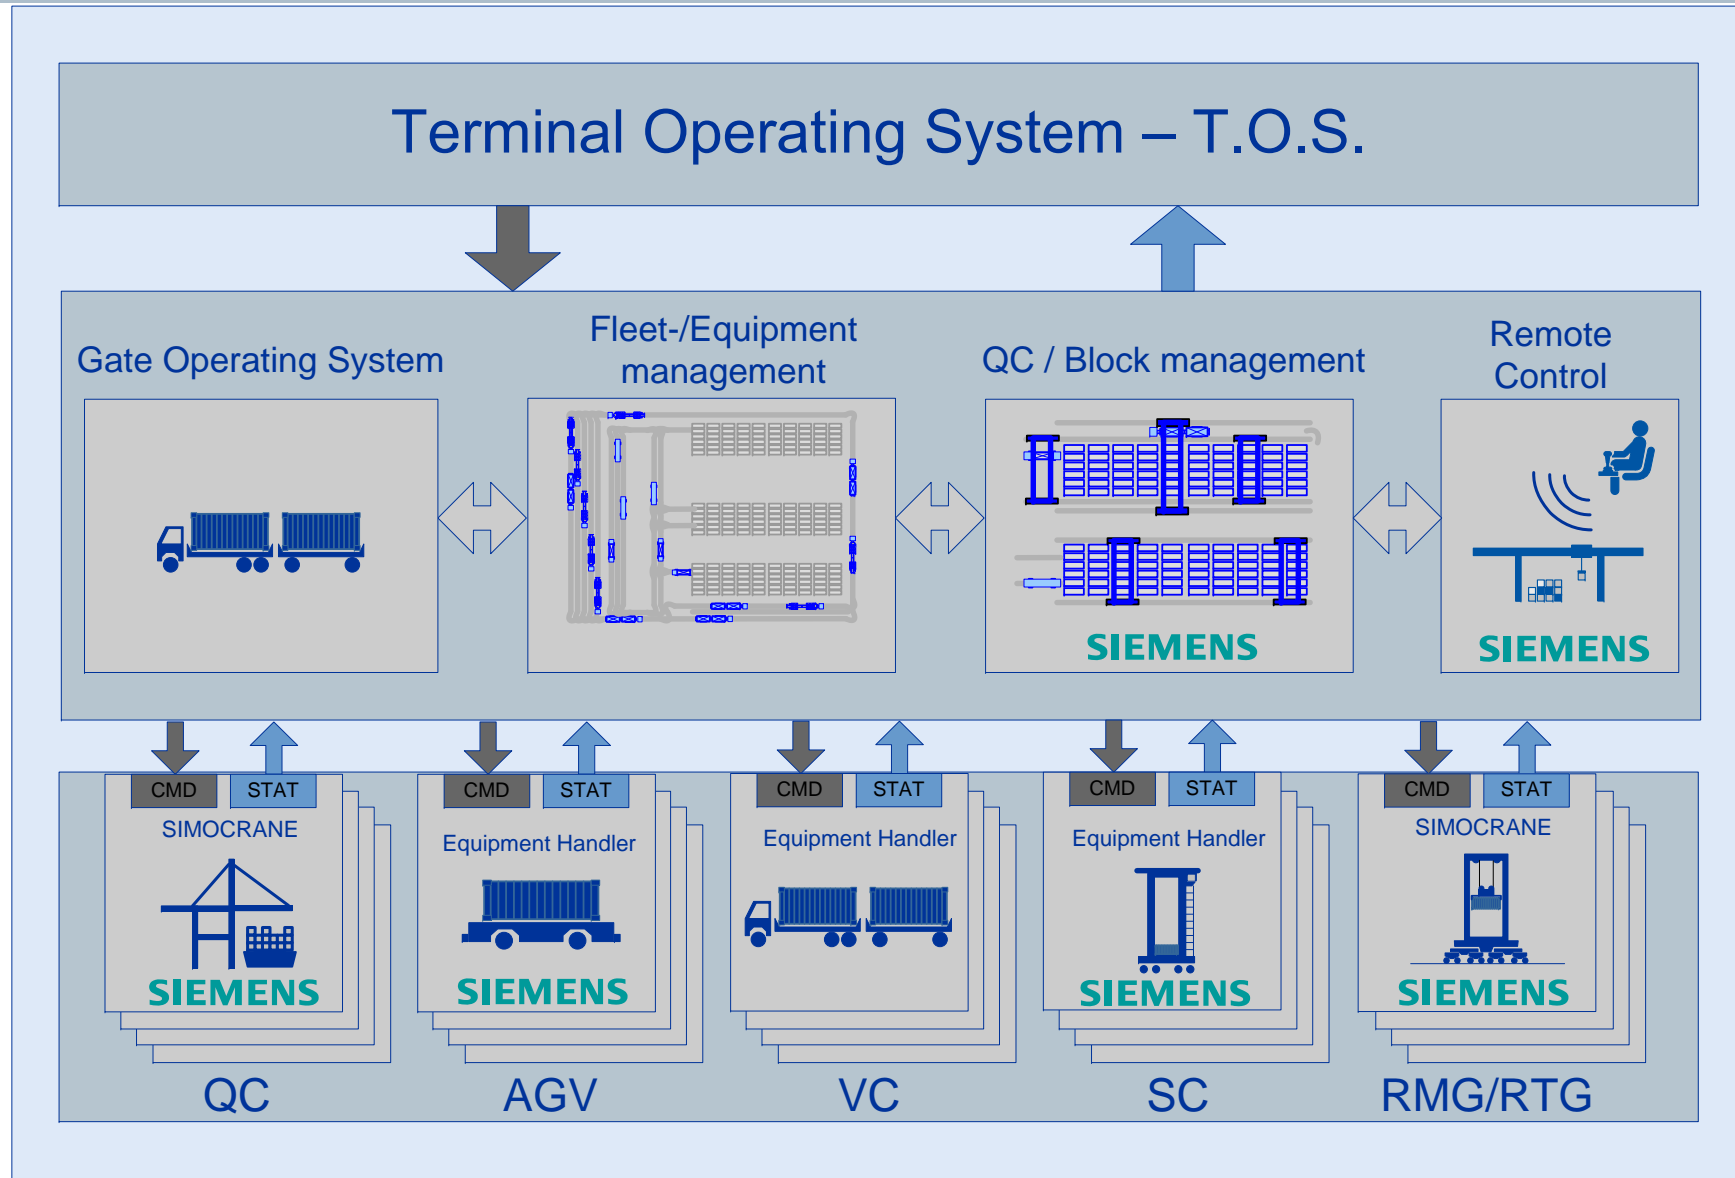 Terminal Operating System – T.O.S.
Gate Operating System
Fleet-/Equipment
management
QC / Block management
Remote
Control
SIEMENS
SIEMENS
CMD STAT
SIMOCRANE
SIEMENS
QC
CMD STAT
Equipment Handler
SIEMENS
AGV
CMD STAT
Equipment Handler
VC
CMD STAT
Equipment Handler
SIEMENS
SC
CMD STAT
SIMOCRANE
SIEMENS
RMG/RTG